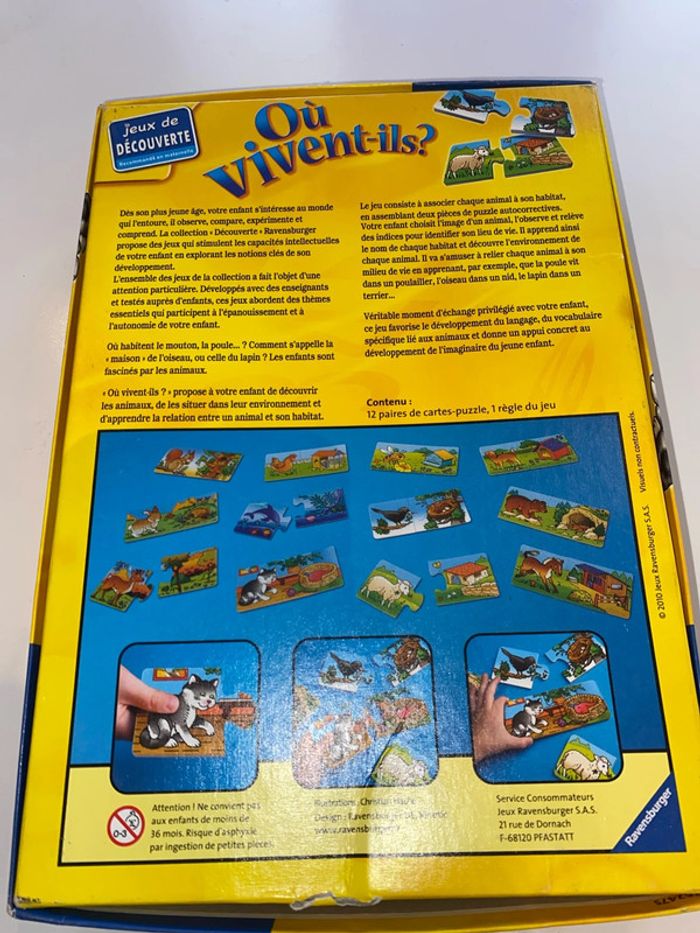 Jeux de
DÉCOUVERTE
Recommandé en maternelle
Où
vivent-ils?
Dès son plus jeune âge, votre enfant s'intéresse au monde
qui l'entoure, il observe, compare, expérimente et
comprend. La collection « Découverte » Ravensburger
propose des jeux qui stimulent les capacités intellectuelles
de votre enfant en explorant les notions clés de son
développement.
L'ensemble des jeux de la collection a fait l'objet d'une
attention particulière. Développés avec des enseignants
et testés auprès d'enfants, ces jeux abordent des thèmes
essentiels qui participent à l'épanouissement et à
l'autonomie de votre enfant.
Où habitent le mouton, la poule... ? Comment s'appelle la
« maison » de l'oiseau, ou celle du lapin ? Les enfants sont
fascinés par les animaux.
« Où vivent-ils ? » propose à votre enfant de découvrir
les animaux, de les situer dans leur environnement et
d'apprendre la relation entre un animal et son habitat.
Le jeu consiste à associer chaque animal à son habitat,
en assemblant deux pièces de puzzle autocorrectives.
Votre enfant choisit l'image d'un animal, l'observe et relève
des indices pour identifier son lieu de vie. Il apprend ainsi
le nom de chaque habitat et découvre l'environnement de
chaque animal. Il va s'amuser à relier chaque animal à son
milieu de vie en apprenant, par exemple, que la poule vit
dans un poulailler, l'oiseau dans un nid, le lapin dans un
terrier...
Véritable moment d'échange privilégié avec votre enfant,
ce jeu favorise le développement du langage, du vocabulaire
spécifique lié aux animaux et donne un appui concret au
développement de l'imaginaire du jeune enfant.
Contenu :
12 paires de cartes-puzzle, 1 règle du jeu
© 2010 Jeux Ravensburger S.A.S. Visuels non contractuels.
0-3
Attention ! Ne convient pas
aux enfants de moins de
36 mois. Risque d'asphyxie
par ingestion de petites pièces.
Illustrations : Christian
Design : Ravensburger DE, Kinetic
www.ravensburger.
Service Consommateurs
Jeux Ravensburger S.A.S.
21 rue de Dornach
F-68120 PFASTATT
Ravensburger